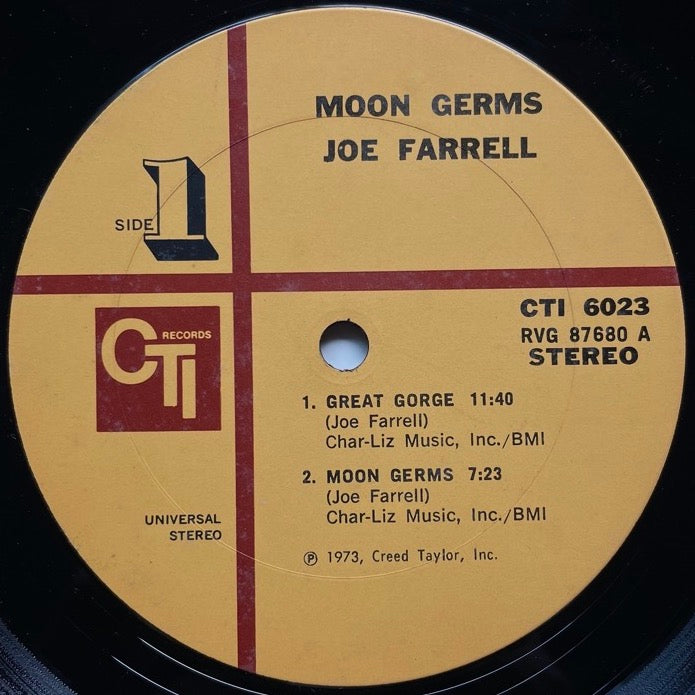 MOON GERMS
JOE FARRELL
SIDE 1
CTI 6023
RVG 87680 A
STEREO
CTI RECORDS
1. GREAT GORGE 11:40
(Joe Farrell)
Char-Liz Music, Inc./BMI
2. MOON GERMS 7:23
(Joe Farrell)
Char-Liz Music, Inc./BMI
UNIVERSAL
STEREO
℗ 1973, Creed Taylor, Inc.